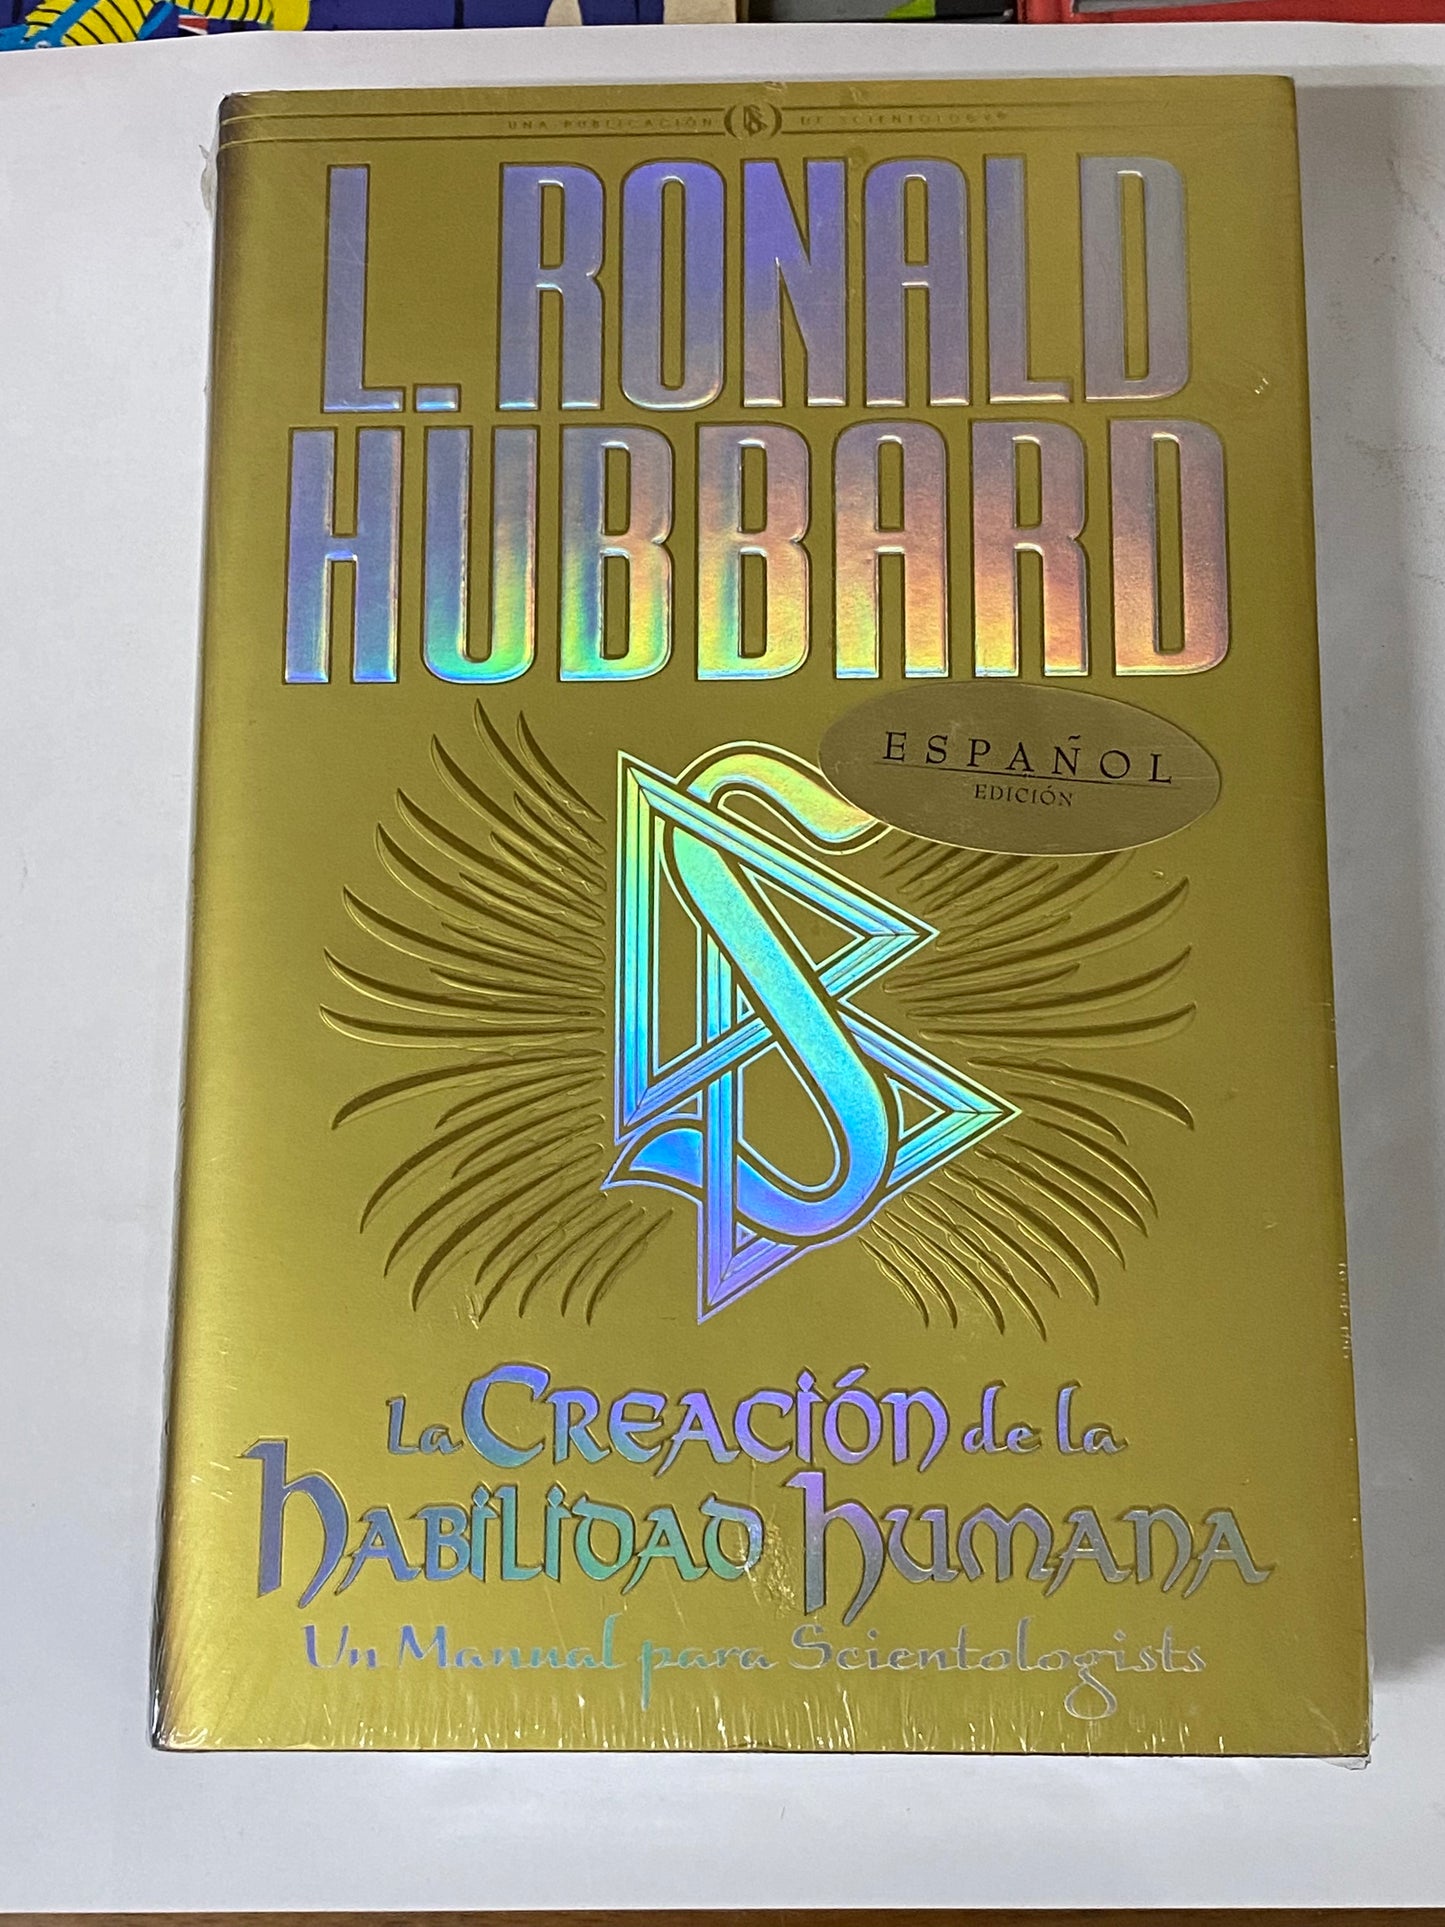 UNA PUBLICACIÓN DE SCIENTOLOGY®
L. RONALD
HUBBARD
ESPAÑOL
EDICIÓN
La Creación de la
Habilidad Humana
Un Manual para Scientologists